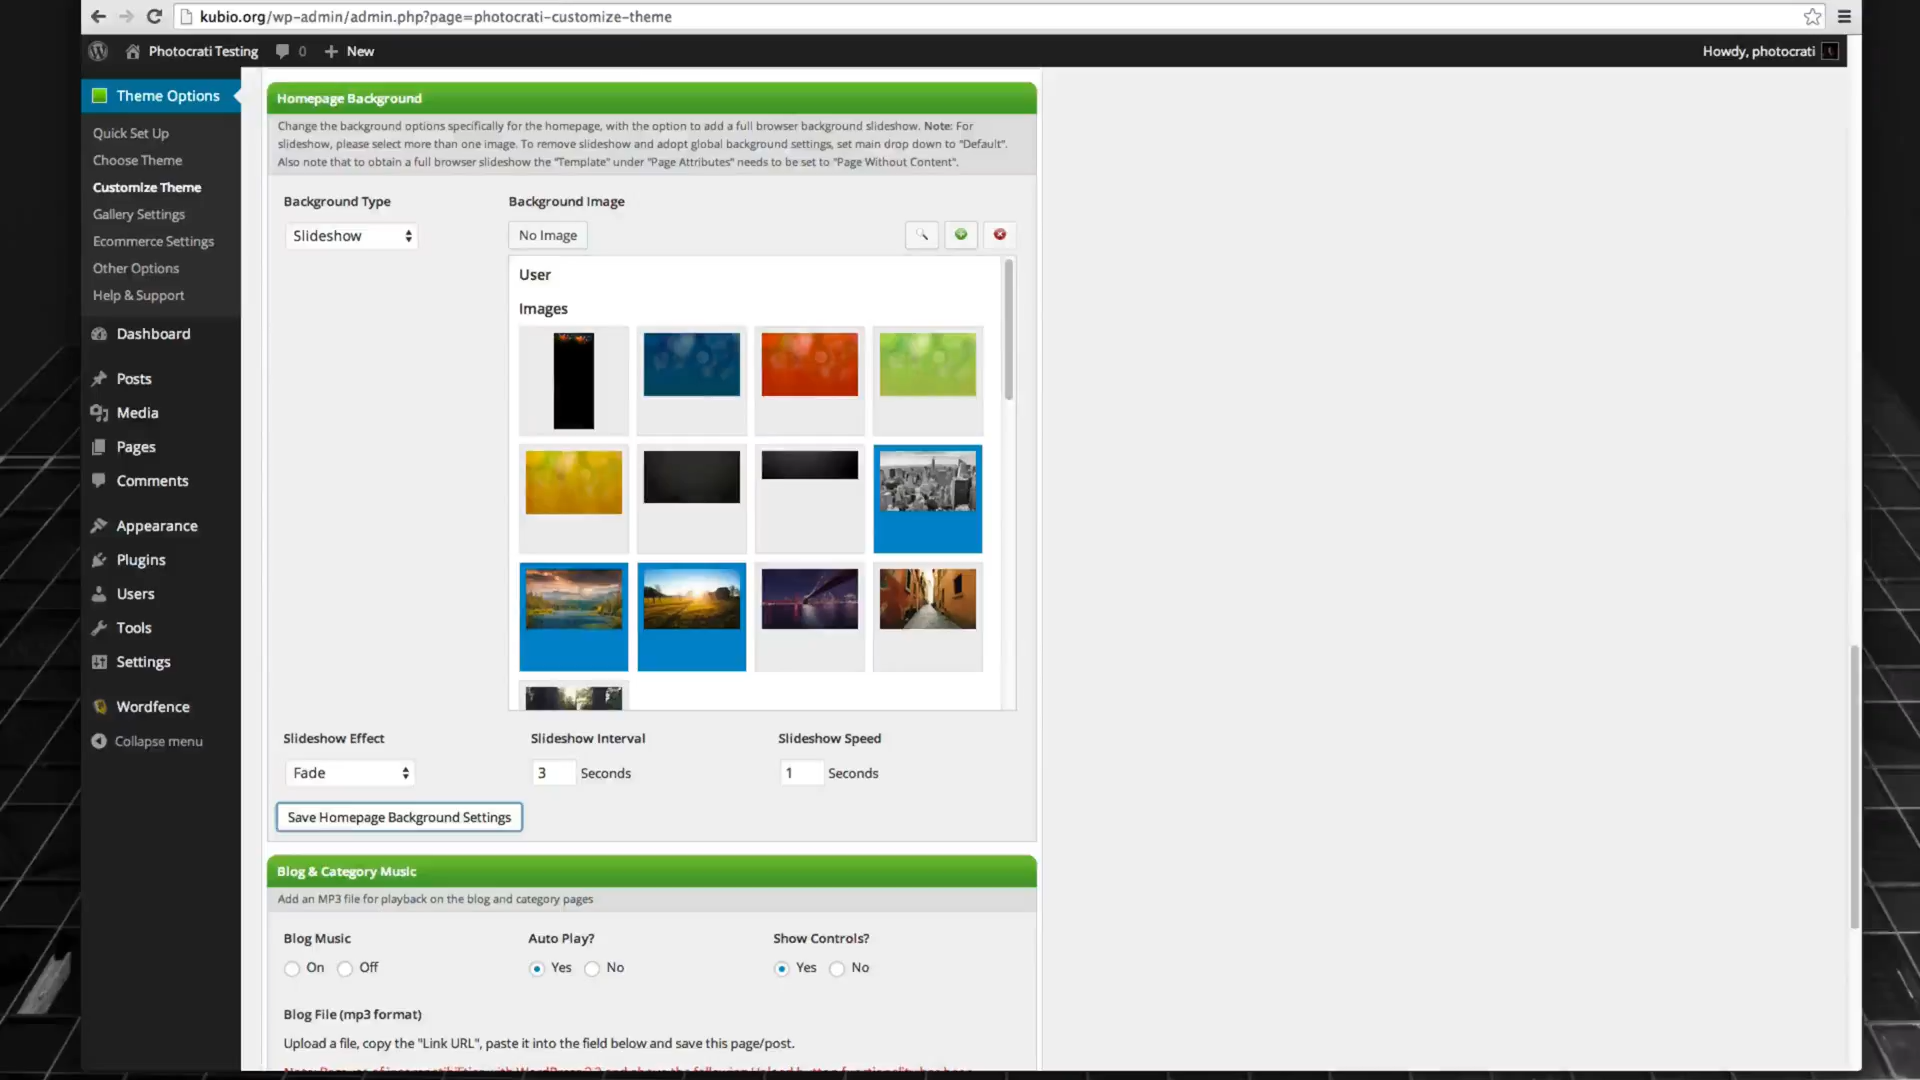 kubio.org/wp-admin/admin.php?page=photocrati-customize-theme
Photocrati Testing
0
New
Howdy, photocrati
Theme Options
Quick Set Up
Choose Theme
Customize Theme
Gallery Settings
Ecommerce Settings
Other Options
Help & Support
Dashboard
Posts
Media
Pages
Comments
Appearance
Plugins
Users
Tools
Settings
Wordfence
Collapse menu
Homepage Background
Change the background options specifically for the homepage, with the option to add a full browser background slideshow. Note: For
slideshow, please select more than one image. To remove slideshow and adopt global background settings, set main drop down to "Default".
Also note that to obtain a full browser slideshow the "Template" under "Page Attributes" needs to be set to "Page Without Content".
Background Type
Background Image
Slideshow
No Image
User
Images
Slideshow Effect
Slideshow Interval
Slideshow Speed
Fade
3 Seconds
1 Seconds
Save Homepage Background Settings
Blog & Category Music
Add an MP3 file for playback on the blog and category pages
Blog Music
Auto Play?
Show Controls?
On Off
Yes No
Yes No
Blog File (mp3 format)
Upload a file, copy the "Link URL", paste it into the field below and save this page/post.